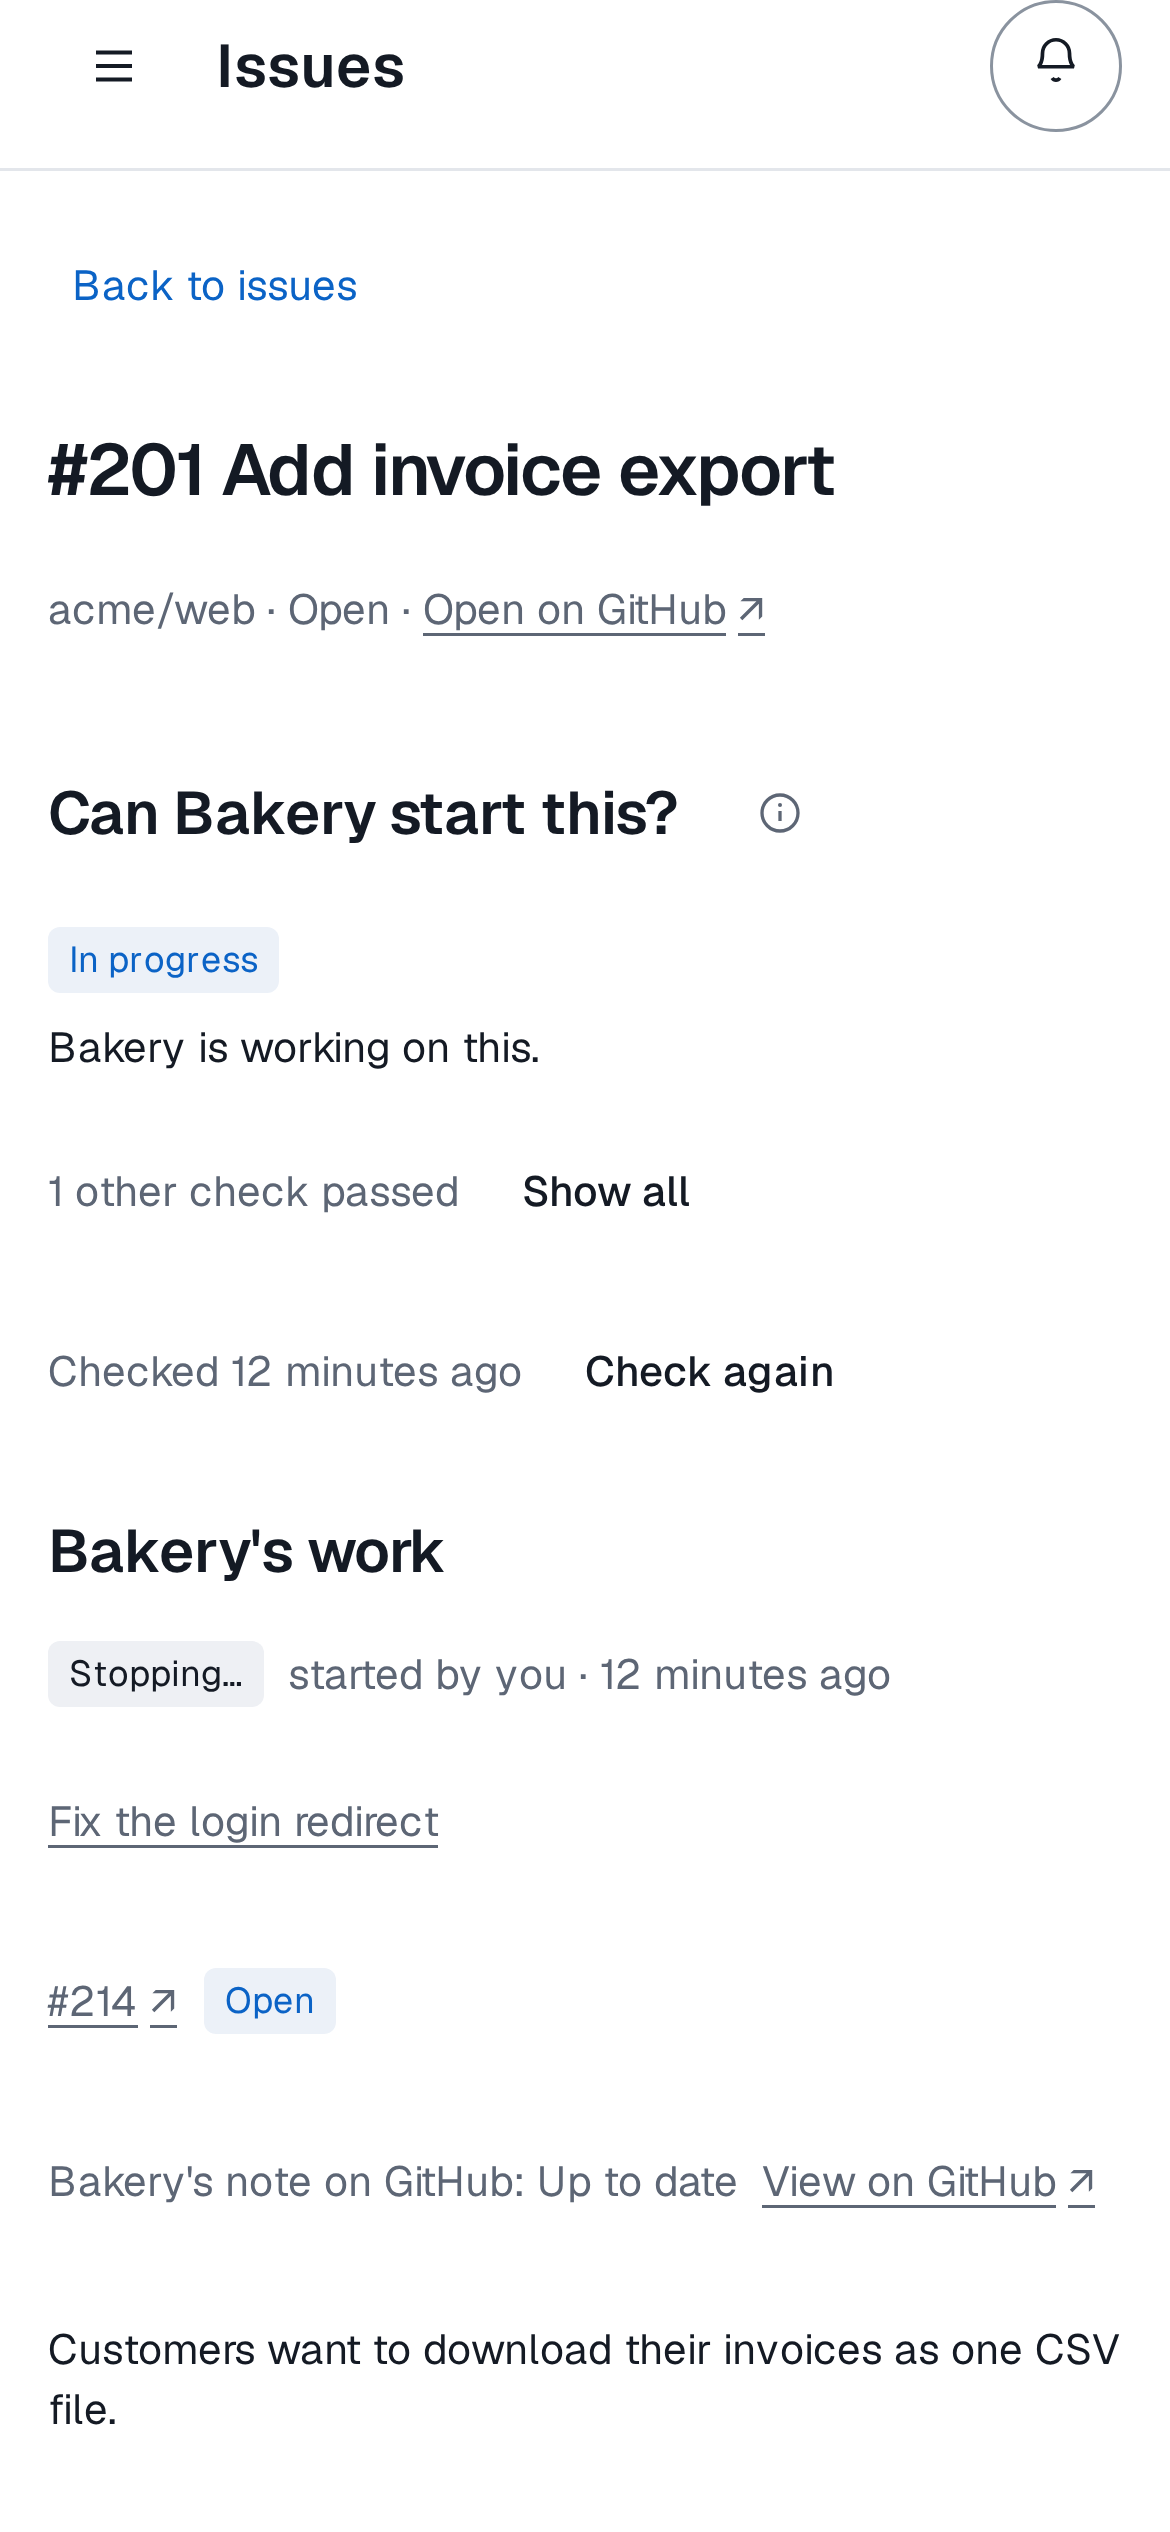 Issues
Back to issues
#201 Add invoice export
acme/web · Open · Open on GitHub ↗
Can Bakery start this?
In progress
Bakery is working on this.
1 other check passed Show all
Checked 12 minutes ago Check again
Bakery's work
Stopping... started by you · 12 minutes ago
Fix the login redirect
#214 ↗ Open
Bakery's note on GitHub: Up to date View on GitHub ↗
Customers want to download their invoices as one CSV
file.